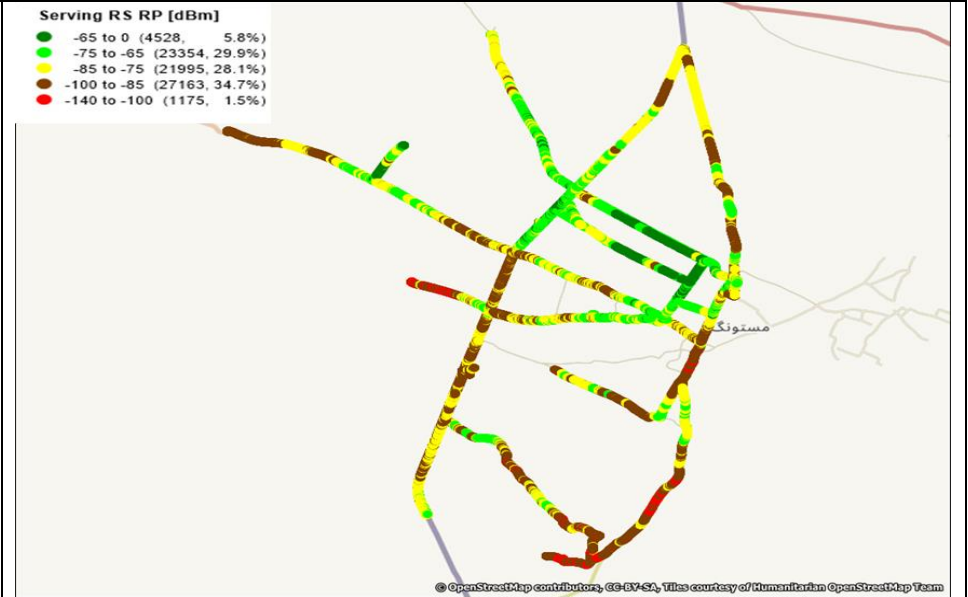 Serving RS RP [dBm]
-65 to 0 (4528, 5.8%)
-75 to -65 (23354, 29.9%)
-85 to -75 (21995, 28.1%)
-100 to -85 (27163, 34.7%)
-140 to -100 (1175, 1.5%)
مستونگ
© OpenStreetMap contributors, CC-BY-SA, Tiles courtesy of Humanitarian OpenStreetMap Team